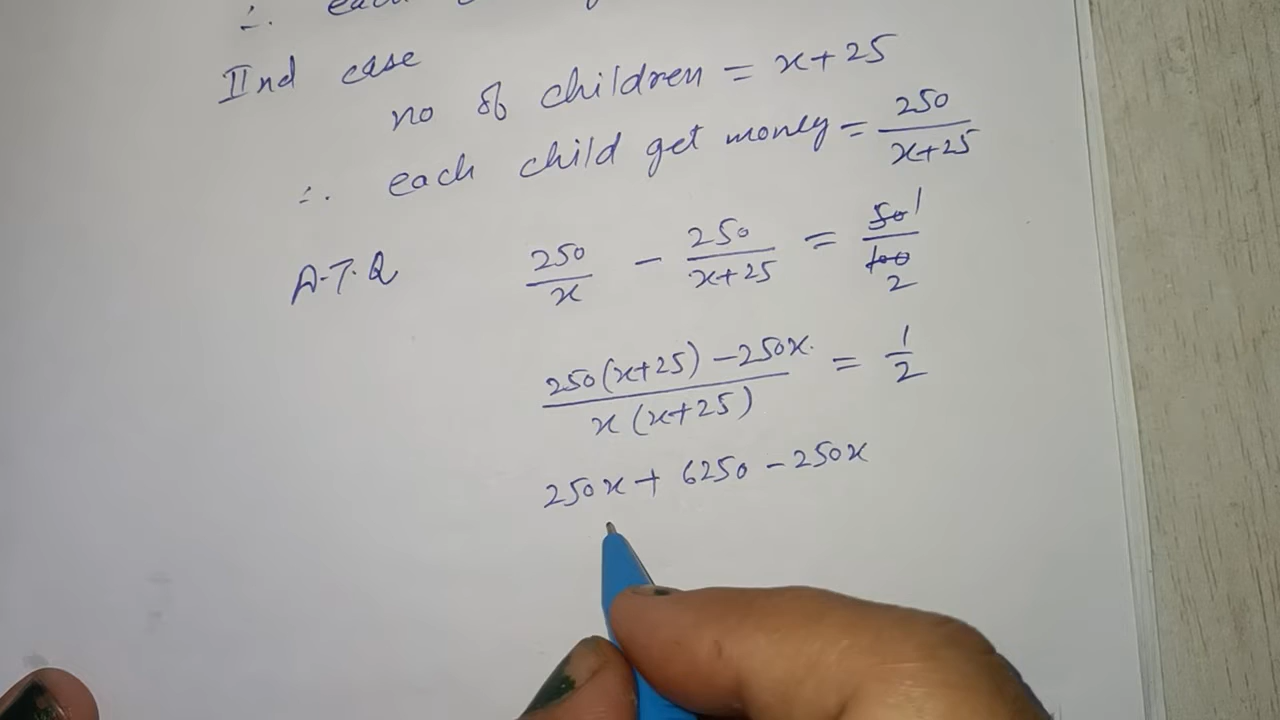 ∴ each
IInd case
no of children = x+25
∴ each child get money = 250/(x+25)
A.T.Q 250/x - 250/(x+25) = 50/100 1/2
(250(x+25) - 250x)/(x(x+25)) = 1/2
250x + 6250 - 250x